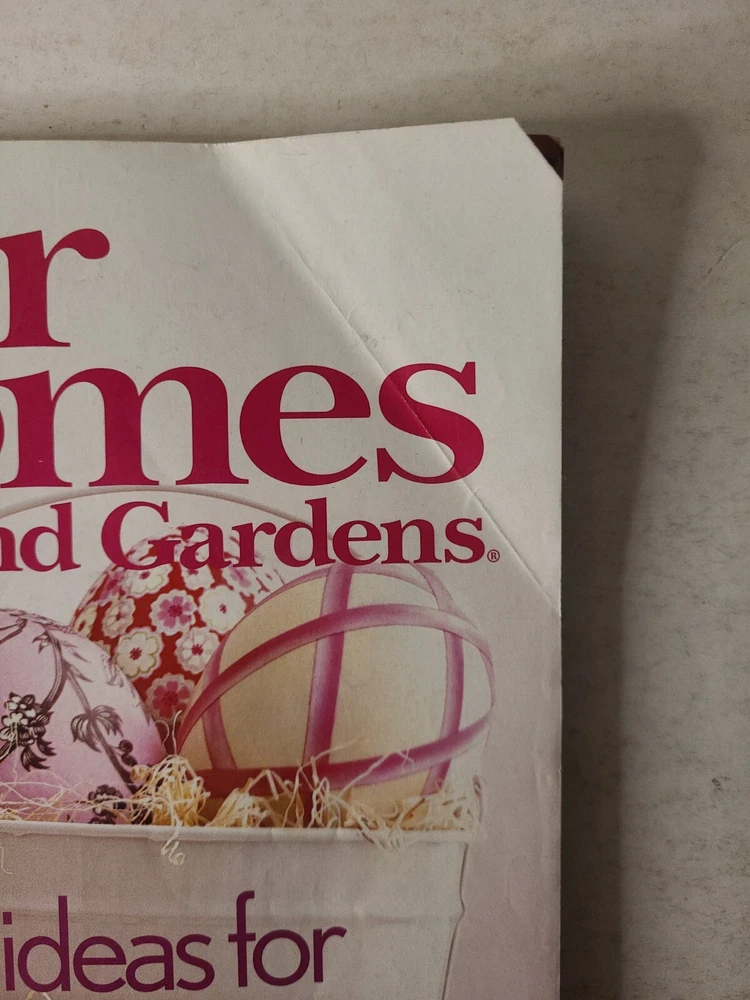 r
omes
nd Gardens®
ideas for